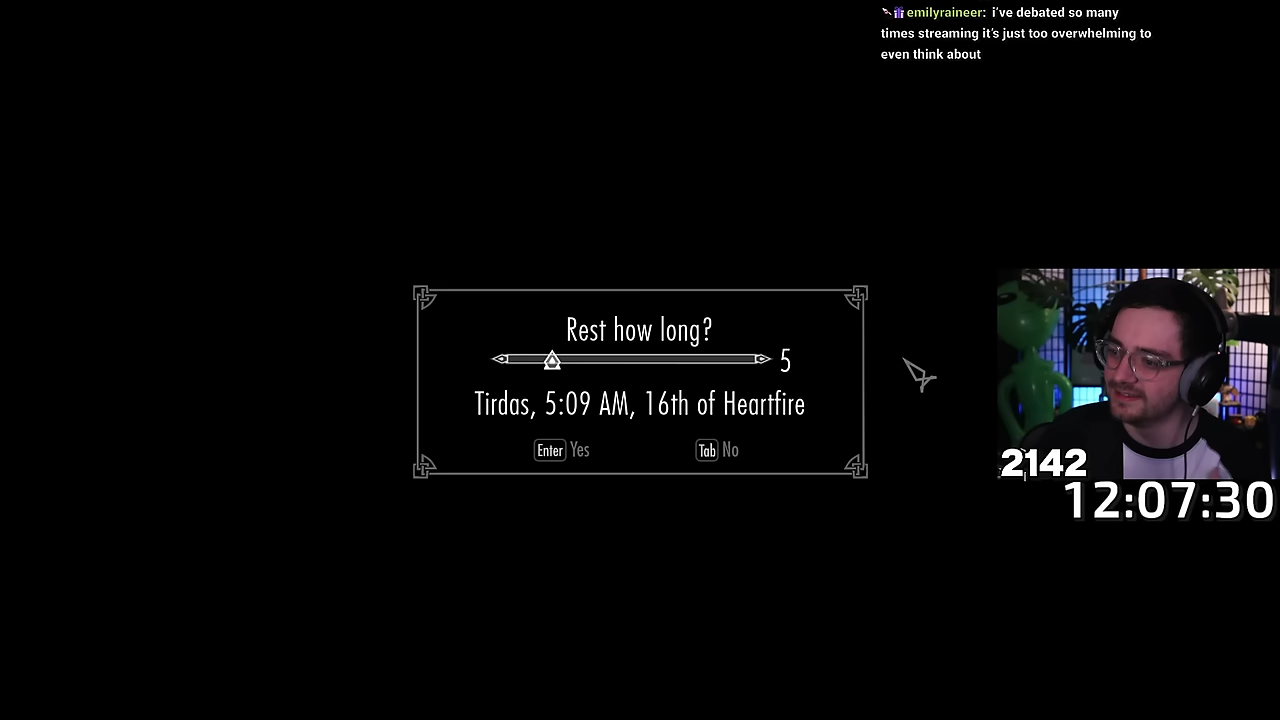 emilyraineer: i've debated so many
times streaming it's just too overwhelming to
even think about
Rest how long?
5
Tirdas, 5:09 AM, 16th of Heartfire
Enter Yes
Tab No
2142
12:07:30